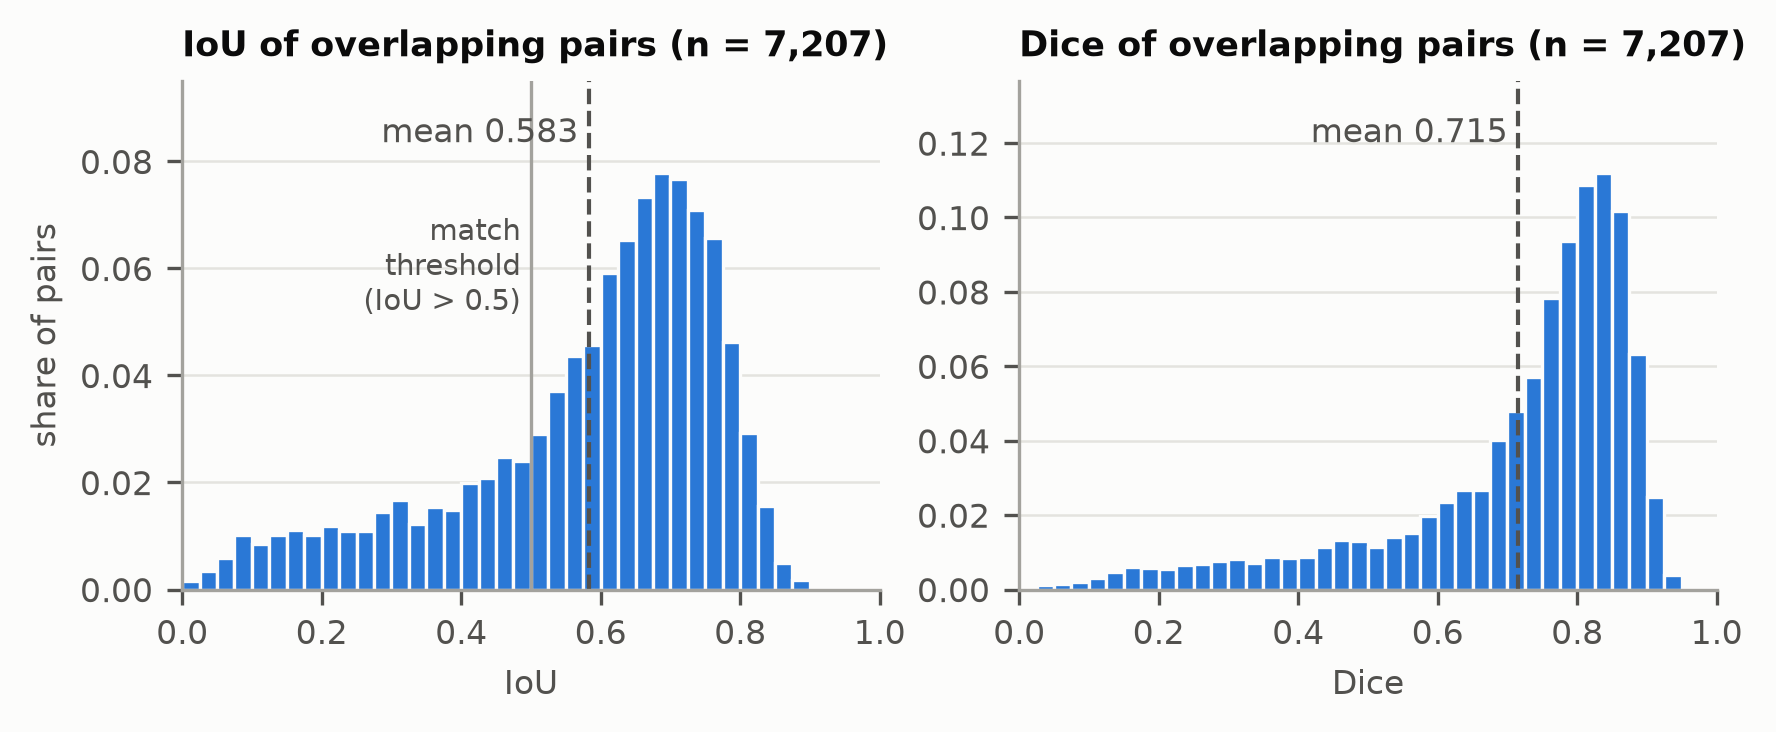 IoU of overlapping pairs (n = 7,207)
mean 0.583
match
threshold
(IoU > 0.5)
share of pairs
0.08
0.06
0.04
0.02
0.00
0.0 0.2 0.4 0.6 0.8 1.0
IoU
Dice of overlapping pairs (n = 7,207)
mean 0.715
0.12
0.10
0.08
0.06
0.04
0.02
0.00
0.0 0.2 0.4 0.6 0.8 1.0
Dice